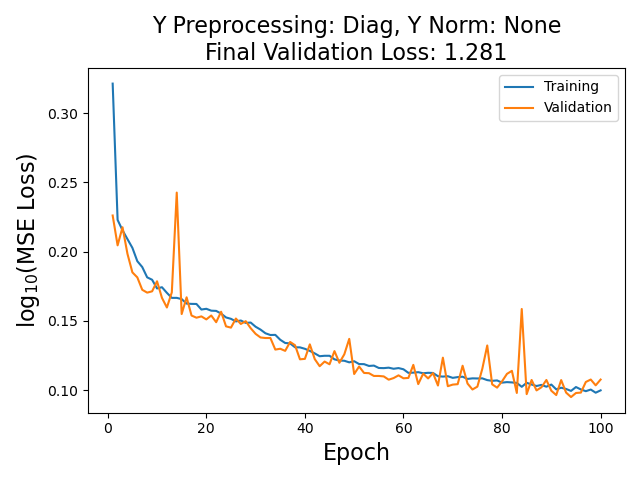 Y Preprocessing: Diag, Y Norm: None
Final Validation Loss: 1.281
Training
Validation
0.30
0.25
0.20
0.15
0.10
log₁₀(MSE Loss)
0
20
40
60
80
100
Epoch